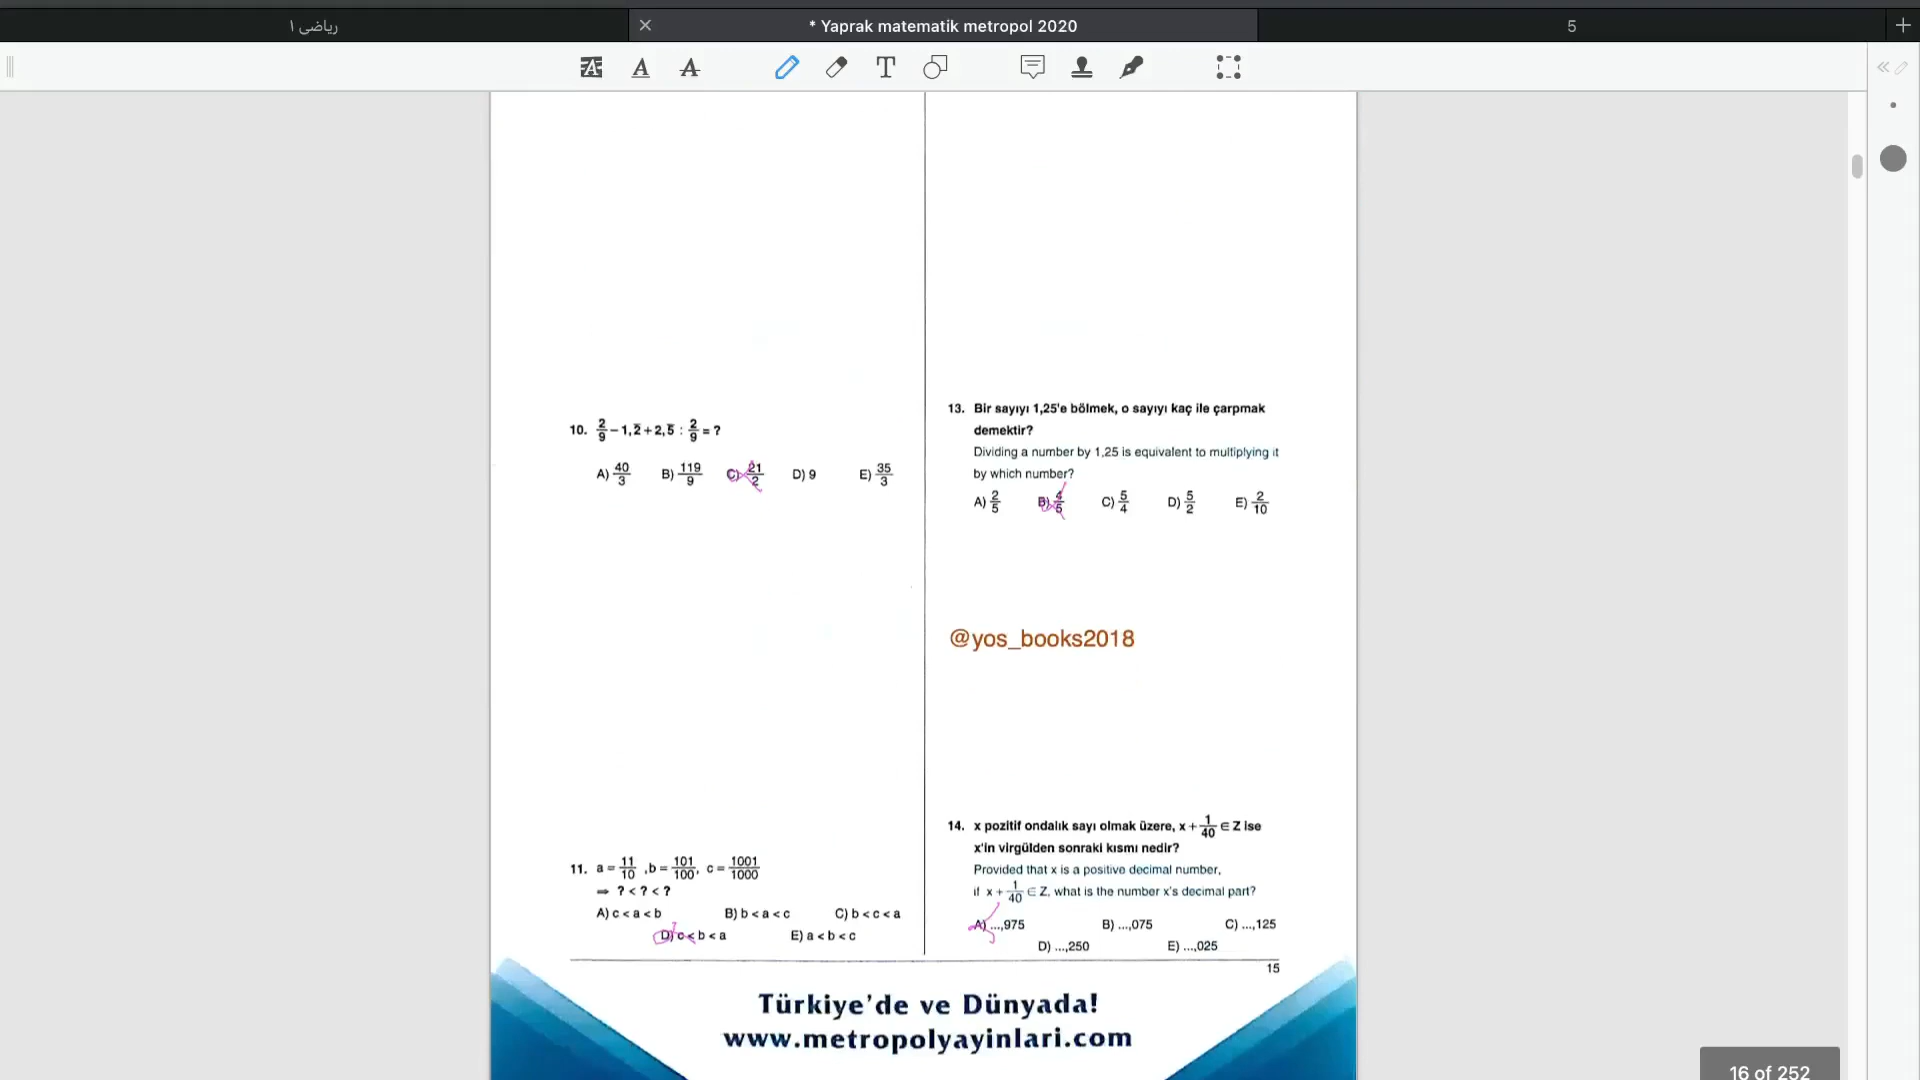 ریاضی ۱
* Yaprak matematik metropol 2020
5
10. 2/9 − 1,2̅ + 2,5̅ : 2/9 = ?
A) 40/3 B) 119/9 C) 21/2 D) 9 E) 35/3
11. a = 11/10 , b = 101/100, c = 1001/1000
⇒ ? < ? < ?
A) c < a < b B) b < a < c C) b < c < a
D) c < b < a E) a < b < c
13. Bir sayıyı 1,25'e bölmek, o sayıyı kaç ile çarpmak
demektir?
Dividing a number by 1,25 is equivalent to multiplying it
by which number?
A) 2/5 B) 4/5 C) 5/4 D) 5/2 E) 2/10
@yos_books2018
14. x pozitif ondalık sayı olmak üzere, x + 1/40 ∈ Z ise
x'in virgülden sonraki kısmı nedir?
Provided that x is a positive decimal number,
if x + 1/40 ∈ Z, what is the number x's decimal part?
A) ...,975 B) ...,075 C) ...,125
D) ...,250 E) ...,025
15
Türkiye'de ve Dünyada!
www.metropolyayinlari.com
16 of 252